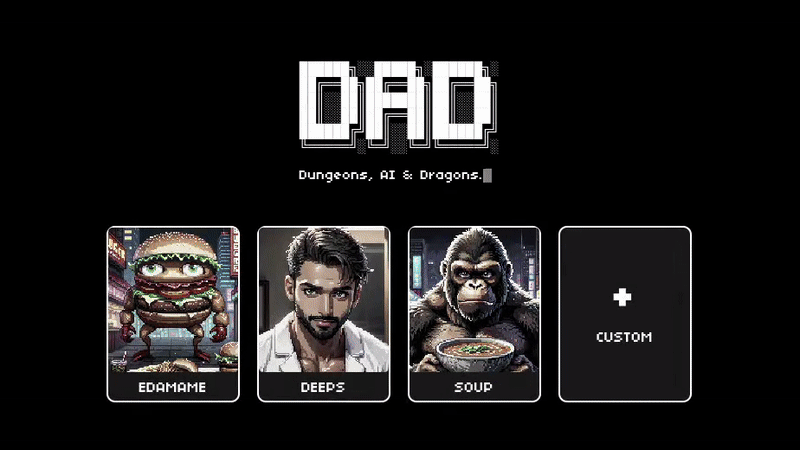 DAD
Dungeons, AI & Dragons.
EDAMAME
DEEPS
SOUP
CUSTOM